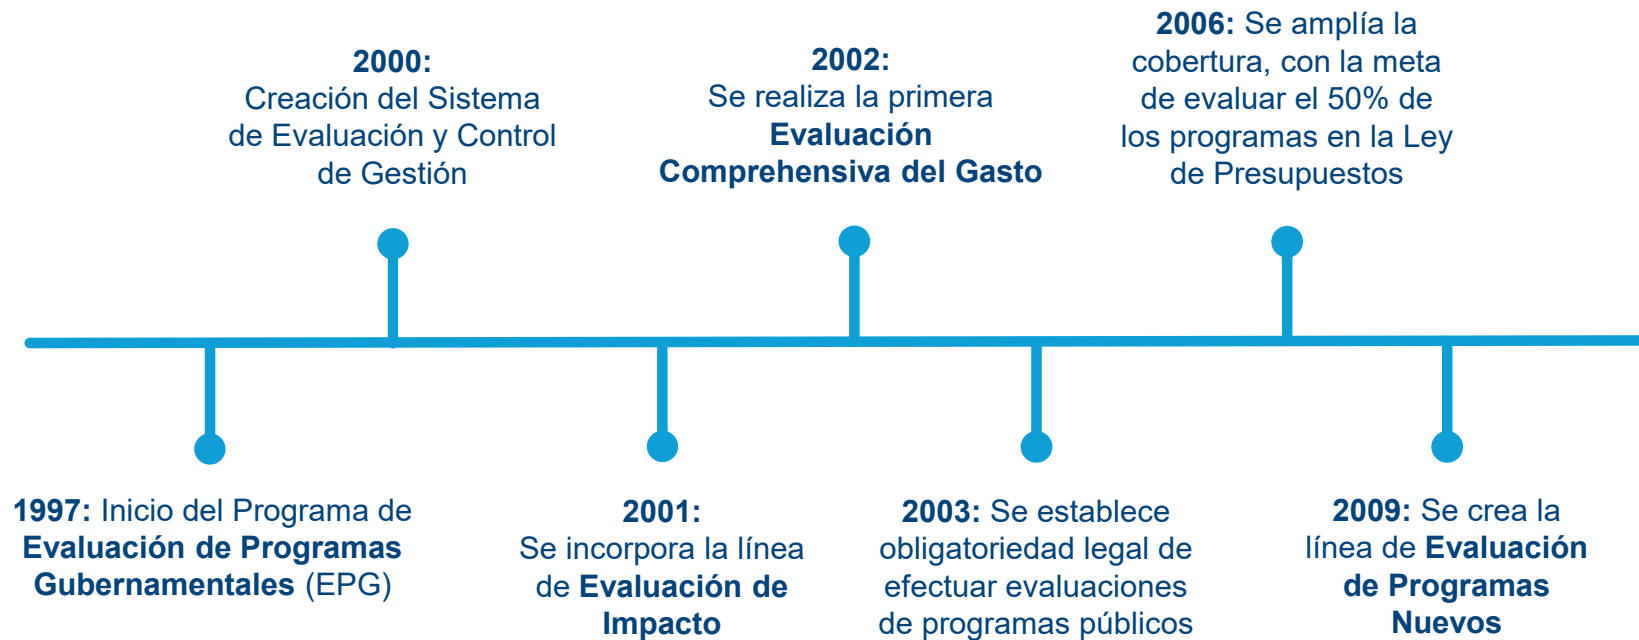 2000:
Creación del Sistema
de Evaluación y Control
de Gestión
2002:
Se realiza la primera
Evaluación
Comprehensiva del Gasto
2006: Se amplía la
cobertura, con la meta
de evaluar el 50% de
los programas en la Ley
de Presupuestos
1997: Inicio del Programa de
Evaluación de Programas
Gubernamentales (EPG)
2001:
Se incorpora la línea
de Evaluación de
Impacto
2003: Se establece
obligatoriedad legal de
efectuar evaluaciones
de programas públicos
2009: Se crea la
línea de Evaluación
de Programas
Nuevos